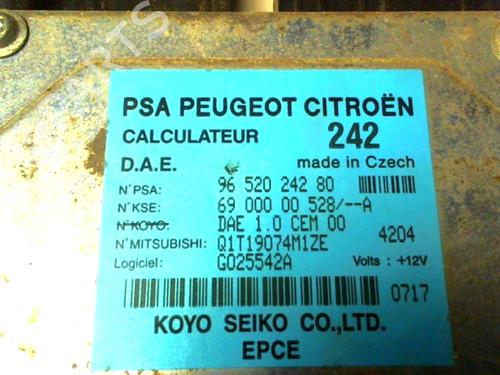 PSA PEUGEOT CITROËN
CALCULATEUR 242
D.A.E. made in Czech
N°PSA: 96 520 242 80
N°KSE: 69 000 00 528/--A
N°KOYO: DAE 1.0 CEM 00
N°MITSUBISHI: Q1T19074M1ZE 4204
Logiciel: G025542A Volts : +12V
0717
KOYO SEIKO CO.,LTD.
EPCE